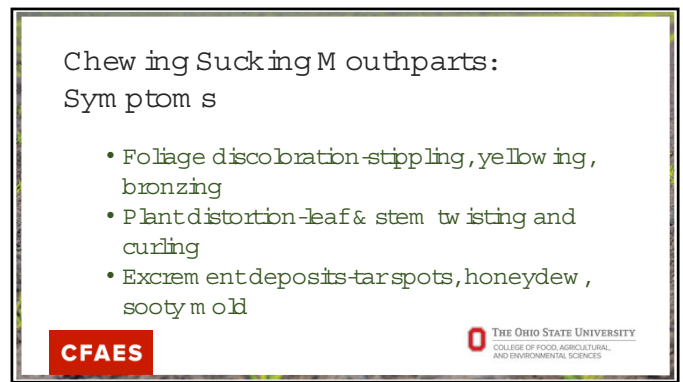 Chewing Sucking Mouthparts:
Symptoms
• Foliage discoloration-stippling, yellowing,
bronzing
• Plant distortion-leaf & stem twisting and
curling
• Excrement deposits-tar spots, honeydew,
sooty mold
CFAES
THE OHIO STATE UNIVERSITY
COLLEGE OF FOOD, AGRICULTURAL,
AND ENVIRONMENTAL SCIENCES